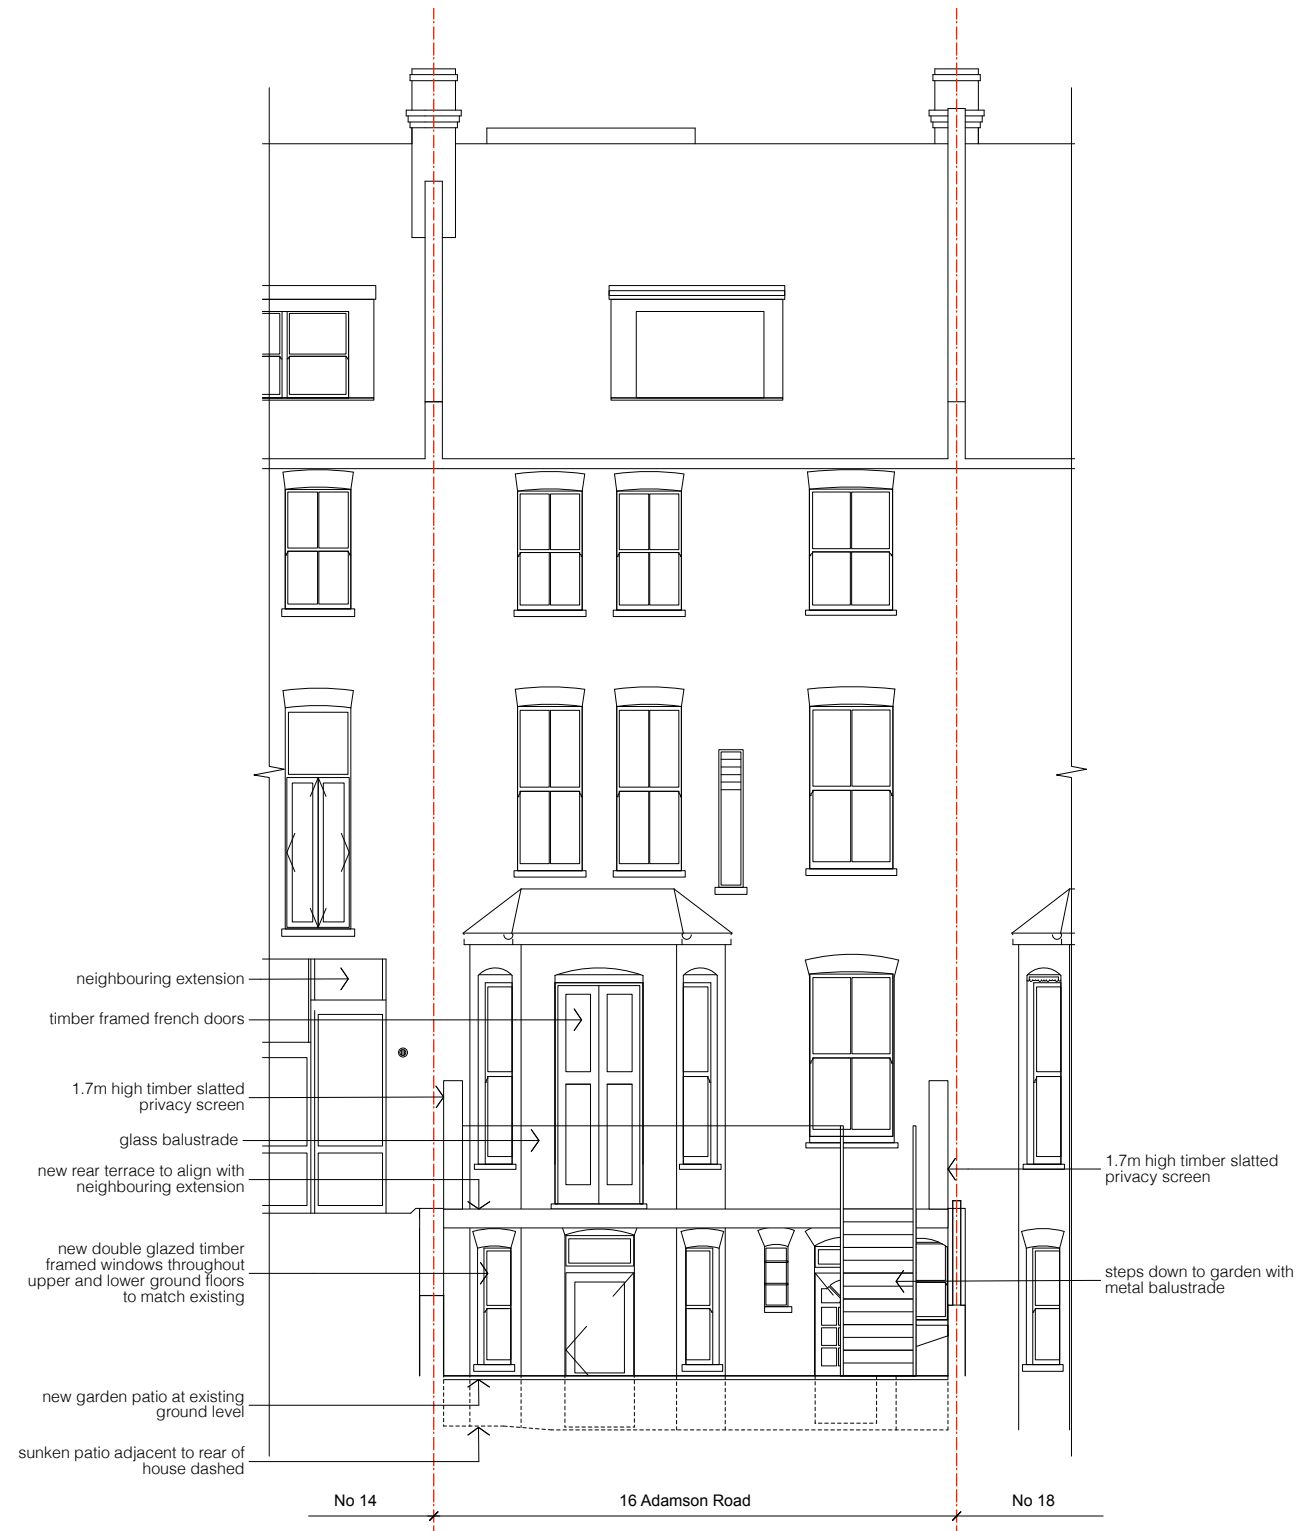 neighbouring extension
timber framed french doors
1.7m high timber slatted
privacy screen
glass balustrade
new rear terrace to align with
neighbouring extension
new double glazed timber
framed windows throughout
upper and lower ground floors
to match existing
new garden patio at existing
ground level
sunken patio adjacent to rear of
house dashed
1.7m high timber slatted
privacy screen
steps down to garden with
metal balustrade
No 14
16 Adamson Road
No 18